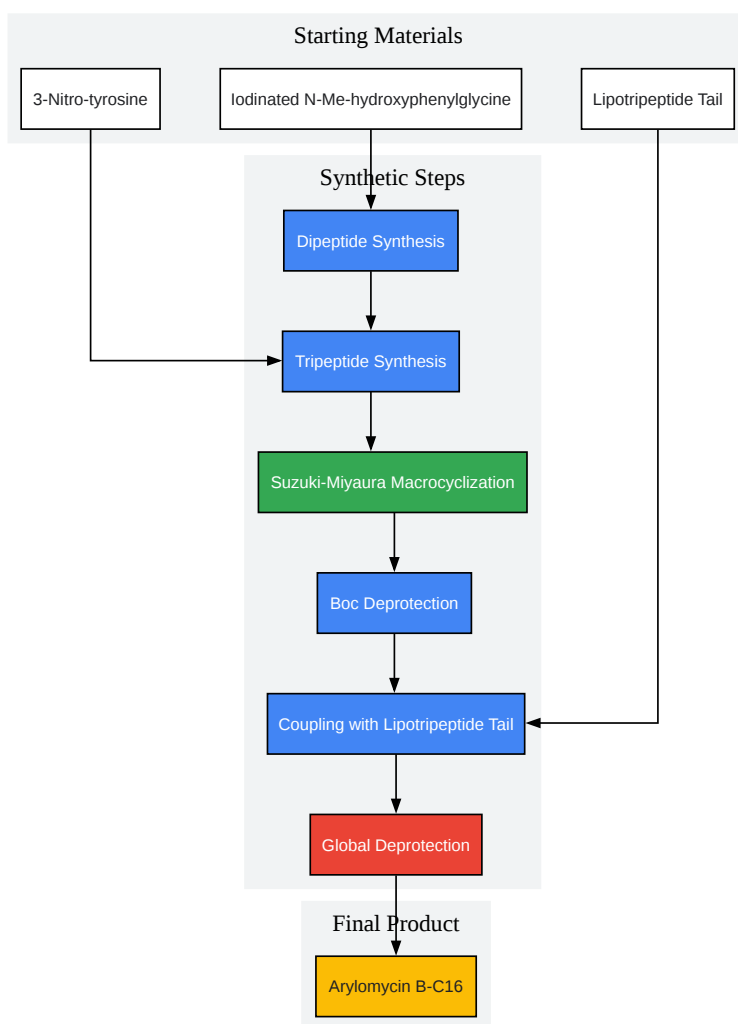 Starting Materials
3-Nitro-tyrosine
Iodinated N-Me-hydroxyphenylglycine
Lipotripeptide Tail
Synthetic Steps
Dipeptide Synthesis
Tripeptide Synthesis
Suzuki-Miyaura Macrocyclization
Boc Deprotection
Coupling with Lipotripeptide Tail
Global Deprotection
Final Product
Arylomycin B-C16